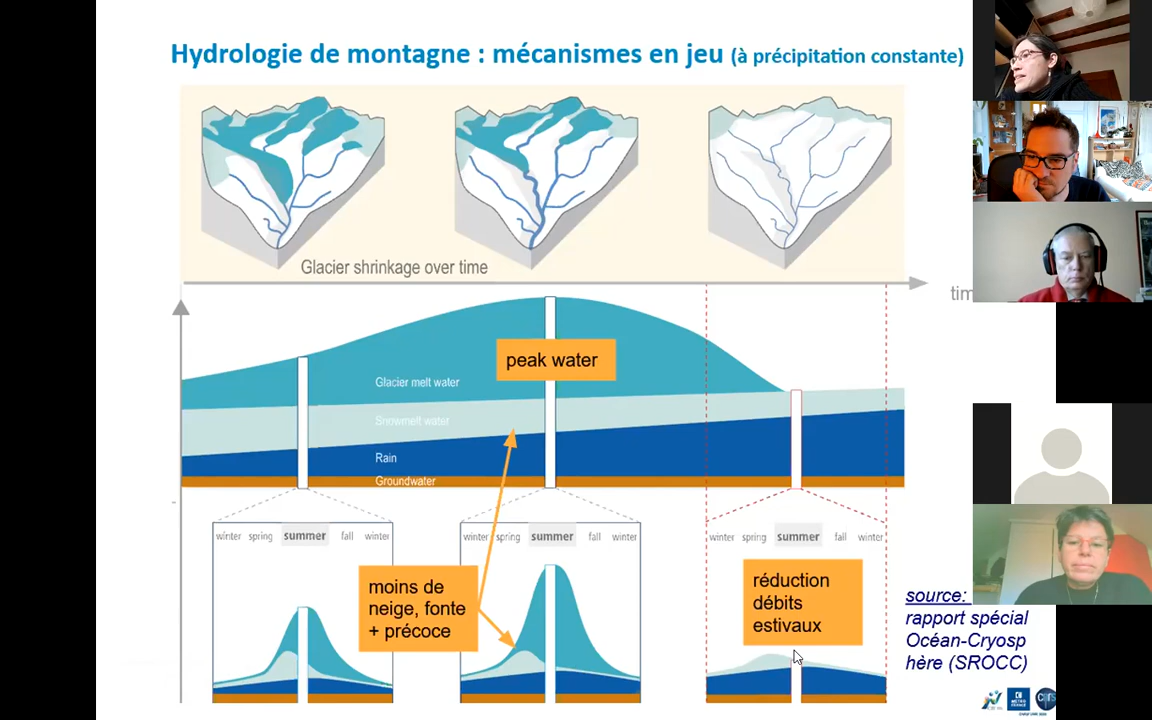 Hydrologie de montagne : mécanismes en jeu (à précipitation constante)
Glacier shrinkage over time
peak water
Glacier melt water
Snowmelt water
Rain
Groundwater
winter spring summer fall winter
winter spring summer fall winter
winter spring summer fall winter
moins de
neige, fonte
+ précoce
réduction
débits
estivaux
source:
rapport spécial
Océan-Cryosp
hère (SROCC)